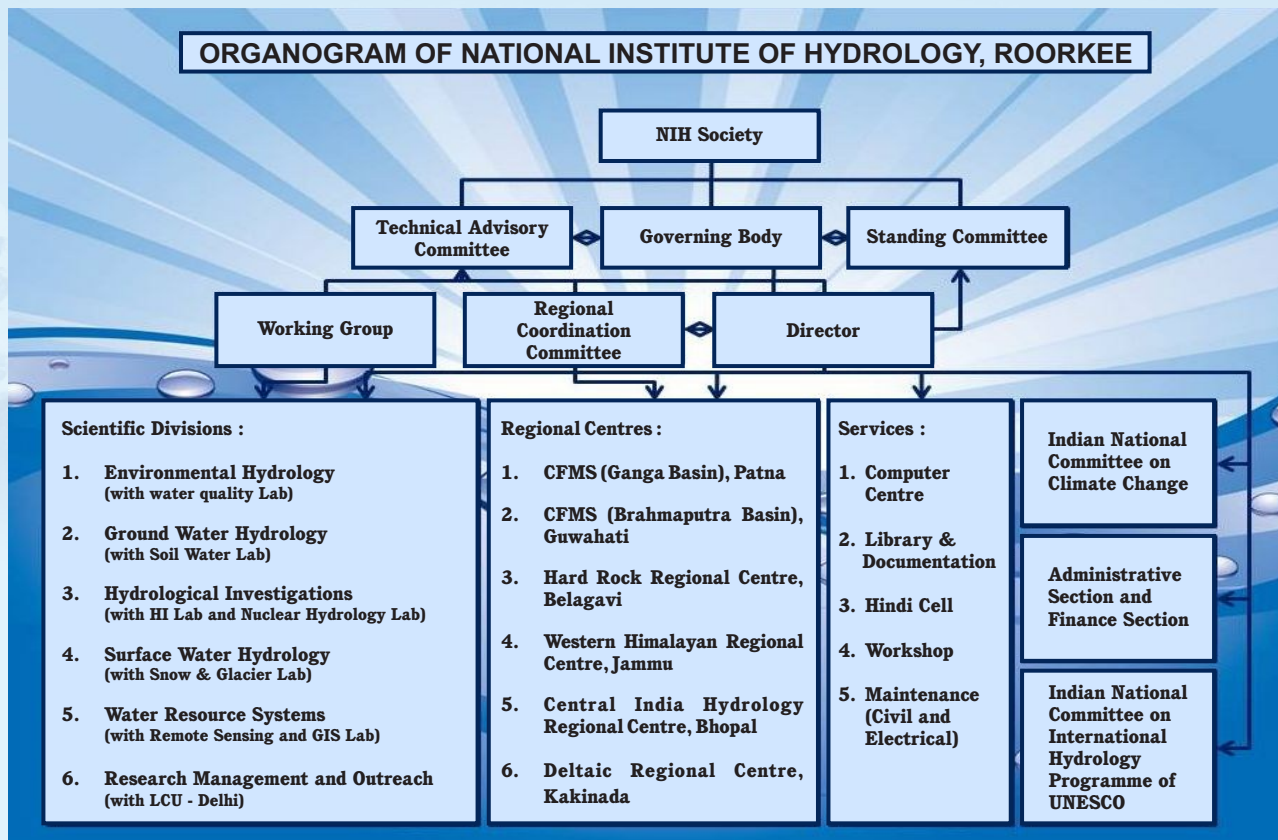 ORGANOGRAM OF NATIONAL INSTITUTE OF HYDROLOGY, ROORKEE
NIH Society
Technical Advisory
Committee
Governing Body
Standing Committee
Working Group
Regional
Coordination
Committee
Director
Scientific Divisions :
1. Environmental Hydrology
(with water quality Lab)
2. Ground Water Hydrology
(with Soil Water Lab)
3. Hydrological Investigations
(with HI Lab and Nuclear Hydrology Lab)
4. Surface Water Hydrology
(with Snow & Glacier Lab)
5. Water Resource Systems
(with Remote Sensing and GIS Lab)
6. Research Management and Outreach
(with LCU - Delhi)
Regional Centres :
1. CFMS (Ganga Basin), Patna
2. CFMS (Brahmaputra Basin),
Guwahati
3. Hard Rock Regional Centre,
Belagavi
4. Western Himalayan Regional
Centre, Jammu
5. Central India Hydrology
Regional Centre, Bhopal
6. Deltaic Regional Centre,
Kakinada
Services :
1. Computer
Centre
2. Library &
Documentation
3. Hindi Cell
4. Workshop
5. Maintenance
(Civil and
Electrical)
Indian National
Committee on
Climate Change
Administrative
Section and
Finance Section
Indian National
Committee on
International
Hydrology
Programme of
UNESCO